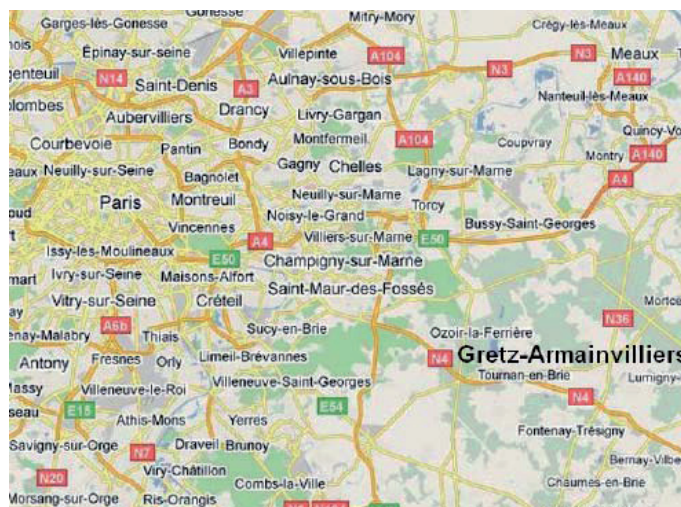 Garges-lès-Gonesse
Gonesse
Mitry-Mory
Crégy-lès-Meaux
Épinay-sur-seine
Villepinte
A104
N3
Meaux
N14
Saint-Denis
A3
Aulnay-sous-Bois
N3
A140
Drancy
Nanteuil-lès-Meaux
Aubervilliers
Livry-Gargan
Courbevoie
Bondy
Montfermeil
A104
Coupvray
Quincy-Vo
Pantin
Gagny
Chelles
Montry
A140
Neuilly-sur-Seine
Bagnolet
Lagny-sur-Marne
A4
Paris
Montreuil
Neuilly-sur-Marne
Torcy
Noisy-le-Grand
Bussy-Saint-Georges
Vincennes
A4
Villiers-sur-Marne
E50
Issy-les-Moulineaux
E50
Champigny-sur-Marne
Ivry-sur-Seine
Maisons-Alfort
Vitry-sur-Seine
Créteil
Saint-Maur-des-Fossés
Mortce
A6b
Sucy-en-Brie
Ozoir-la-Ferrière
N36
enay-Malabry
Thiais
Antony
Fresnes
Orly
Limeil-Brévannes
N4
Gretz-Armainvilliers
Massy
Villeneuve-le-Roi
Villeneuve-Saint-Georges
Tournan-en-Brie
Lumigny-
E15
Athis-Mons
Yerres
E54
N4
Fontenay-Trésigny
Savigny-sur-Orge
N7
Draveil
Brunoy
Bernay-Vilbe
N20
Viry-Châtillon
Combs-la-Ville
Chaumes-en-Brie
Morsang-sur-Orge
Ris-Orangis